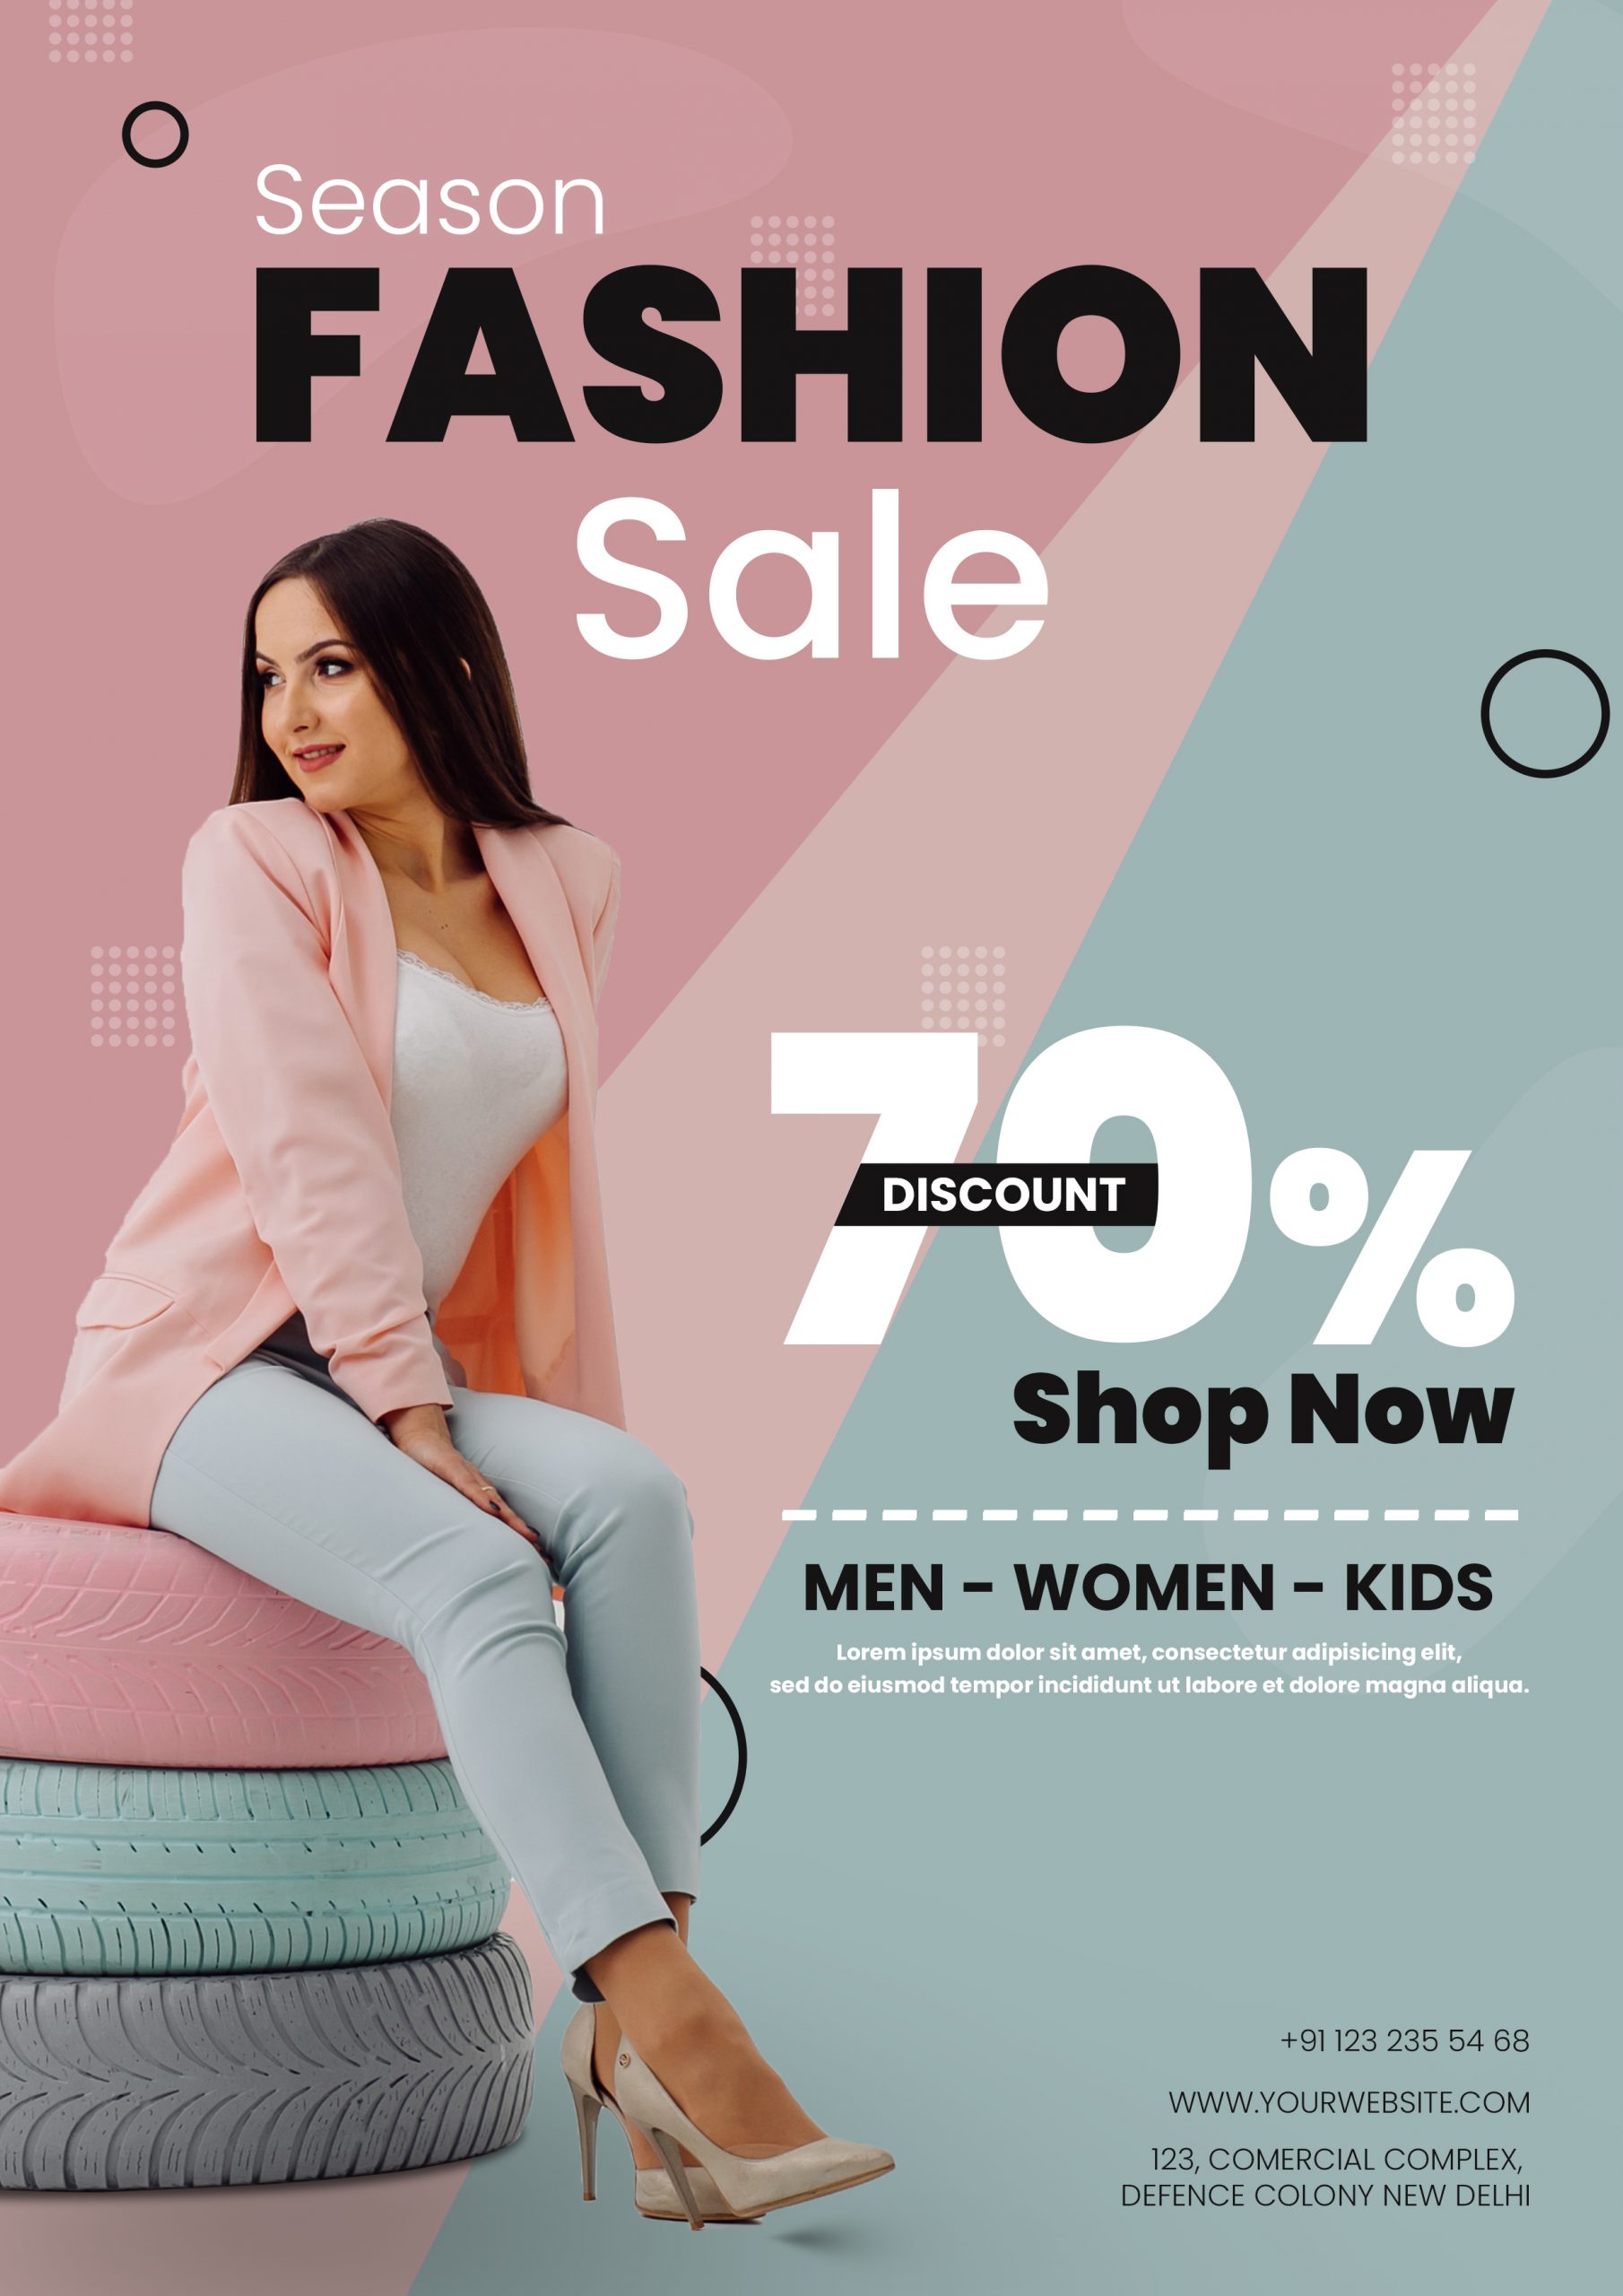 Season
FASHION
Sale
70%
DISCOUNT
Shop Now
MEN - WOMEN - KIDS
Lorem ipsum dolor sit amet, consectetur adipisicing elit,
sed do eiusmod tempor incididunt ut labore et dolore magna aliqua.
+91 123 235 54 68
WWW.YOURWEBSITE.COM
123, COMERCIAL COMPLEX,
DEFENCE COLONY NEW DELHI